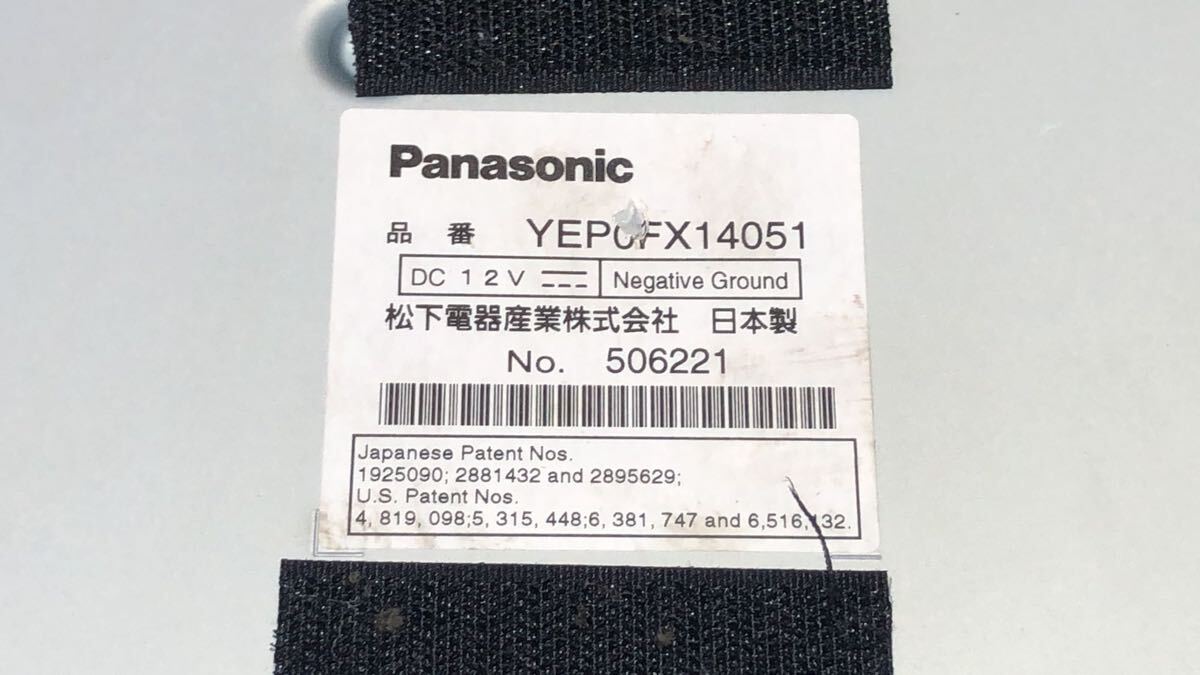 Panasonic
品 番 YEP0FX14051
DC 12V Negative Ground
松下電器産業株式会社 日本製
No. 506221
Japanese Patent Nos.
1925090; 2881432 and 2895629;
U.S. Patent Nos.
4, 819, 098;5, 315, 448;6, 381, 747 and 6,516,132.